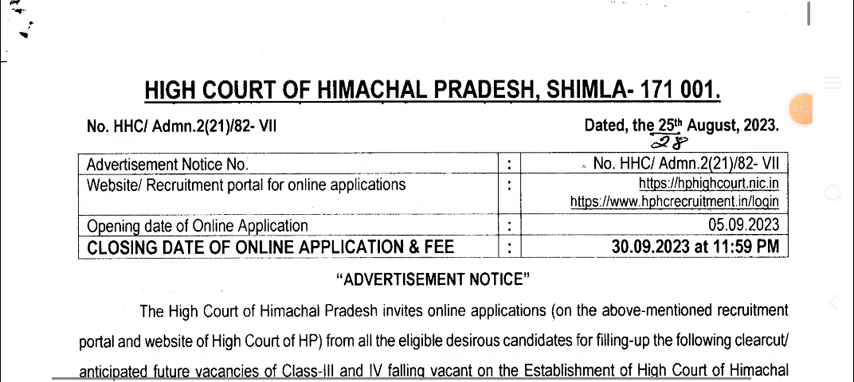 HIGH COURT OF HIMACHAL PRADESH, SHIMLA- 171 001.
No. HHC/ Admn.2(21)/82- VII Dated, the 25th August, 2023.
28
Advertisement Notice No. : No. HHC/ Admn.2(21)/82- VII
Website/ Recruitment portal for online applications : https://hphighcourt.nic.in
https://www.hphcrecruitment.in/login
Opening date of Online Application : 05.09.2023
CLOSING DATE OF ONLINE APPLICATION & FEE : 30.09.2023 at 11:59 PM
“ADVERTISEMENT NOTICE”
The High Court of Himachal Pradesh invites online applications (on the above-mentioned recruitment
portal and website of High Court of HP) from all the eligible desirous candidates for filling-up the following clearcut/
anticipated future vacancies of Class-III and IV falling vacant on the Establishment of High Court of Himachal